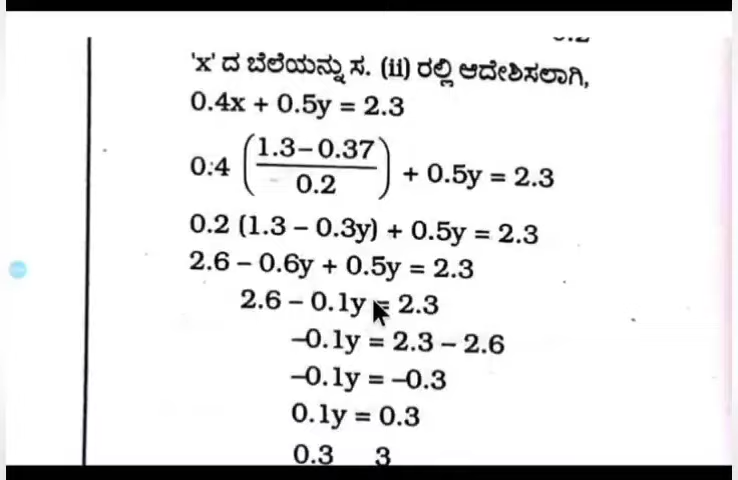 'x' ದ ಬೆಲೆಯನ್ನು ಸ. (ii) ರಲ್ಲಿ ಆದೇಶಿಸಲಾಗಿ,
0.4x + 0.5y = 2.3
0.4 (1.3 – 0.37 / 0.2) + 0.5y = 2.3
0.2 (1.3 – 0.3y) + 0.5y = 2.3
2.6 – 0.6y + 0.5y = 2.3
2.6 – 0.1y = 2.3
–0.1y = 2.3 – 2.6
–0.1y = –0.3
0.1y = 0.3
0.3 3